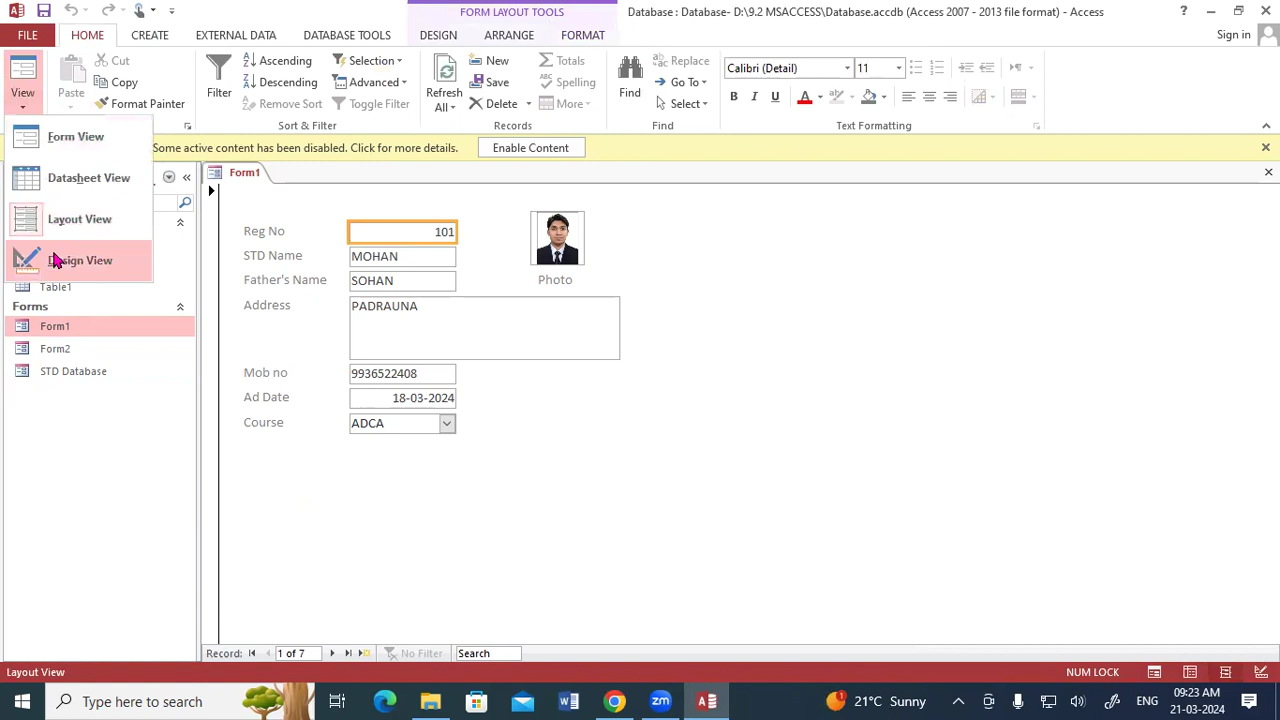 FORM LAYOUT TOOLS
Database : Database- D:\9.2 MSACCESS\Database.accdb (Access 2007 - 2013 file format) - Access
?
FILE HOME CREATE EXTERNAL DATA DATABASE TOOLS DESIGN ARRANGE FORMAT Sign in
View
Paste
Cut
Copy
Format Painter
Filter
Ascending
Descending
Remove Sort
Selection
Advanced
Toggle Filter
Sort & Filter
Refresh
All
New
Save
Delete
Totals
Spelling
More
Records
Find
Replace
Go To
Select
Find
Calibri (Detail) 11
B I U A
Text Formatting
Form View
Datasheet View
Layout View
Design View
Some active content has been disabled. Click for more details. Enable Content
Table1
Forms
Form1
Form2
STD Database
Form1
Reg No 101
STD Name MOHAN
Father's Name SOHAN
Photo
Address PADRAUNA
Mob no 9936522408
Ad Date 18-03-2024
Course ADCA
Record: 1 of 7 No Filter Search
Layout View NUM LOCK
Type here to search
1
21°C Sunny
ENG
09:23 AM
21-03-2024